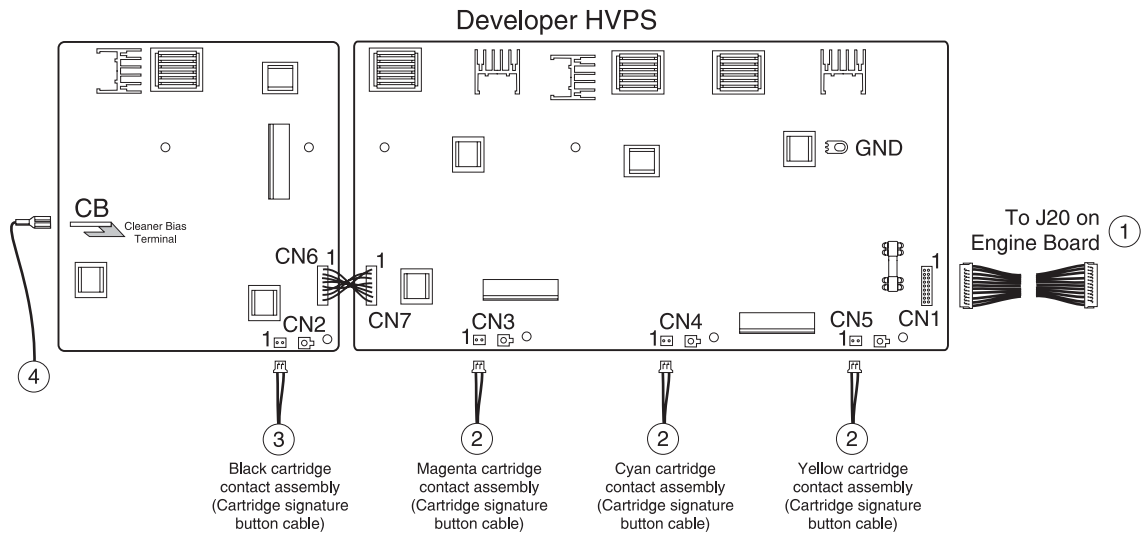 Developer HVPS
GND
CB
Cleaner Bias
Terminal
To J20 on
Engine Board
1
CN6
1
1
1
CN7
CN1
CN2
1
CN3
1
CN4
1
CN5
1
4
3
2
2
2
Black cartridge
contact assembly
(Cartridge signature
button cable)
Magenta cartridge
contact assembly
(Cartridge signature
button cable)
Cyan cartridge
contact assembly
(Cartridge signature
button cable)
Yellow cartridge
contact assembly
(Cartridge signature
button cable)